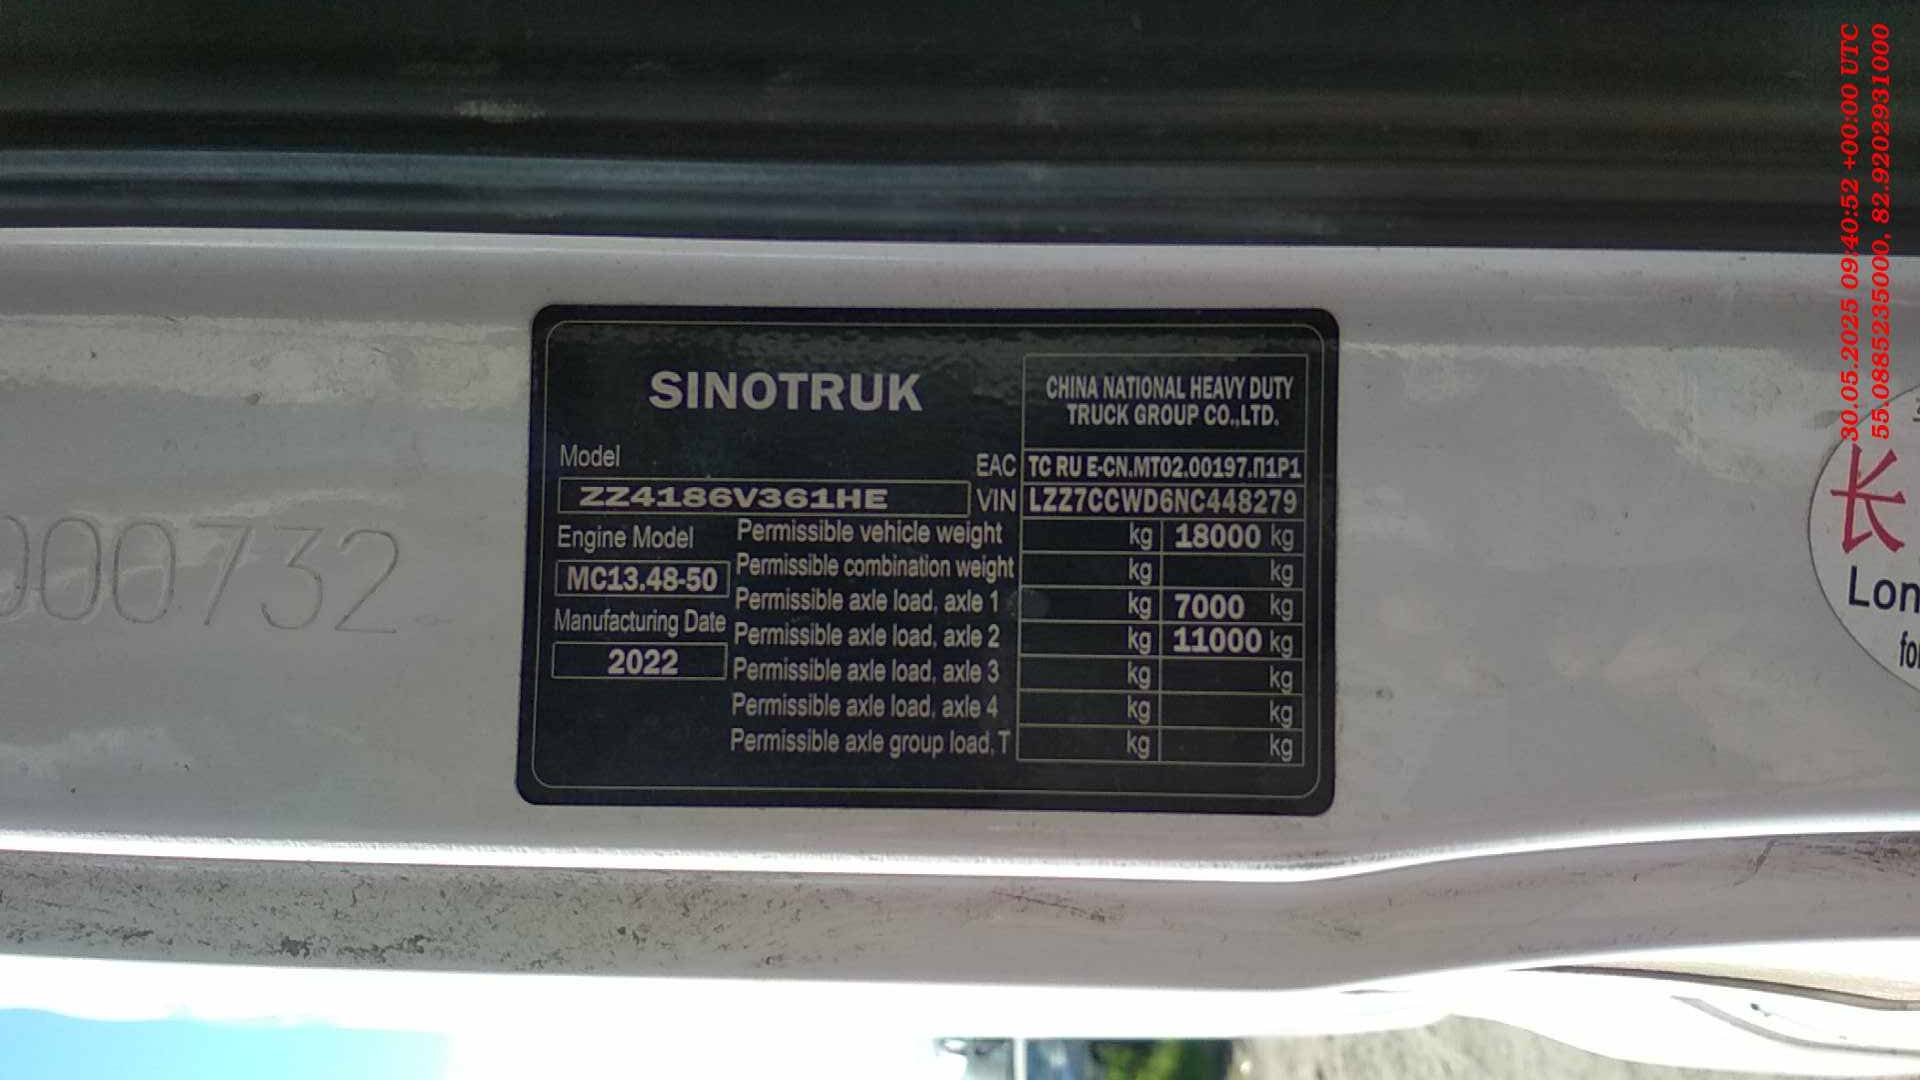 SINOTRUK
CHINA NATIONAL HEAVY DUTY
TRUCK GROUP CO.,LTD.
Model
EAC TC RU E-CN.MT02.00197.П1Р1
ZZ4186V361HE
VIN LZZ7CCWD6NC448279
Engine Model
MC13.48-50
Manufacturing Date
2022
Permissible vehicle weight kg 18000 kg
Permissible combination weight kg kg
Permissible axle load, axle 1 kg 7000 kg
Permissible axle load, axle 2 kg 11000 kg
Permissible axle load, axle 3 kg kg
Permissible axle load, axle 4 kg kg
Permissible axle group load, T kg kg
000732
长
30.05.2025 09:40:52 +00:00 UTC
55.0885235000, 82.9202931000